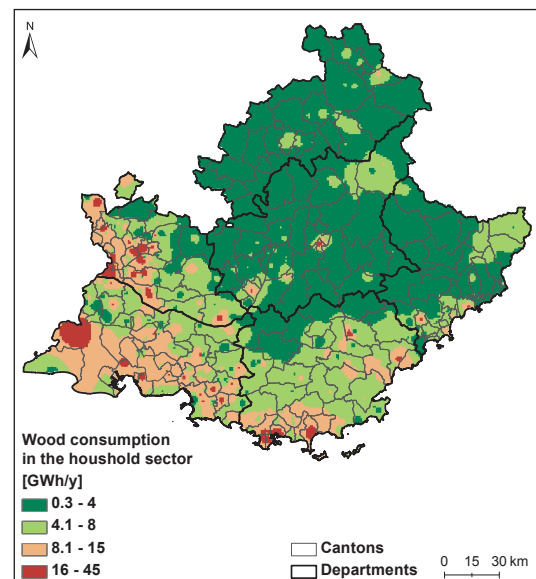 N
Wood consumption
in the houshold sector
[GWh/y]
0.3 - 4
4.1 - 8
8.1 - 15
16 - 45
Cantons
Departments
0 15 30 km